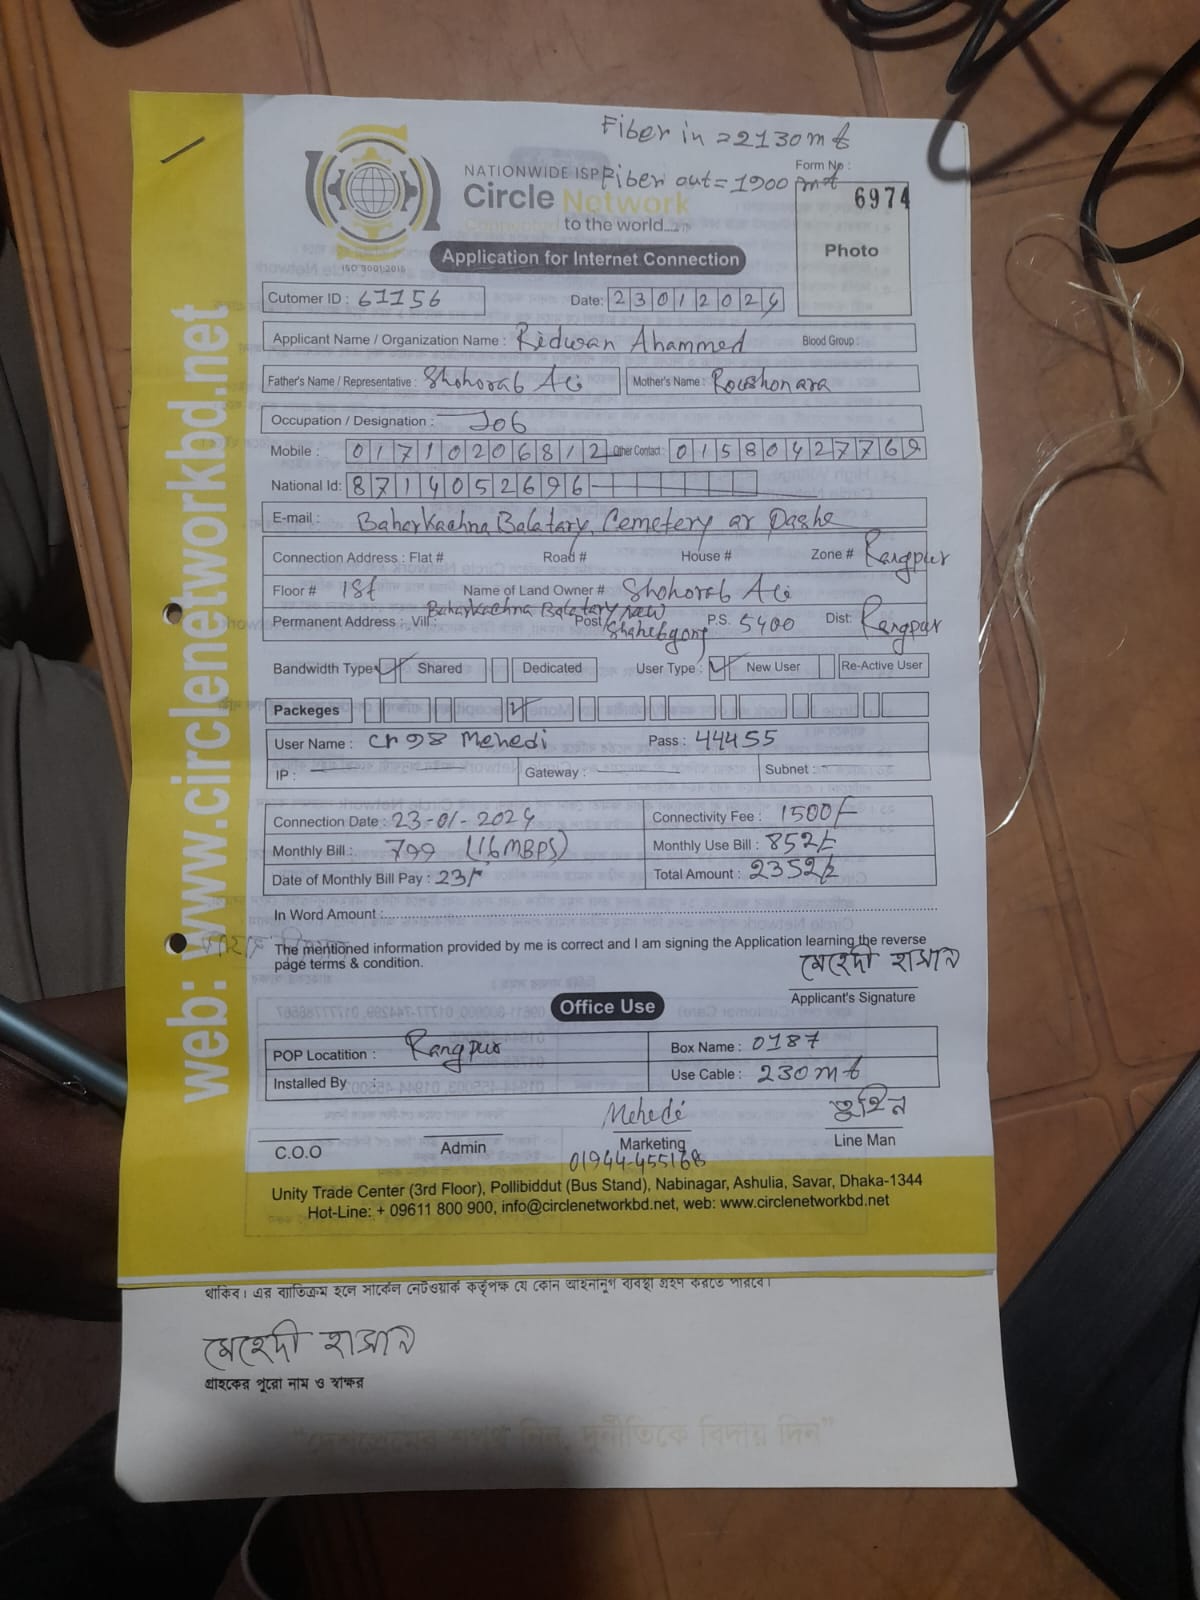 Fiber in = 2130 mt
Fiber out = 1900 mt
Form No :
6974
NATIONWIDE ISP
Circle Network
to the world...
ISO 9001:2015
Photo
Application for Internet Connection
Cutomer ID : 61156 Date: 23012024
Applicant Name / Organization Name : Ridwan Ahammed Blood Group :
Father's Name / Representative : Shohorab Ali Mother's Name : Roushonara
Occupation / Designation : Job
Mobile : 01710206812 Other Contact : 01580427769
National Id: 8714052696
E-mail : Baharkachna Balatary, Cemetery ar Pashe
Connection Address : Flat # Road # House # Zone # Rangpur
Floor # 1st Name of Land Owner # Shohorab Ali
Permanent Address : Vill: Baharkachna Balatary new Post: Shahebgonj P.S. 5400 Dist: Rangpur
Bandwidth Type Shared Dedicated User Type : New User Re-Active User
Packeges
User Name : Mehedi Pass : 44455
IP : Gateway : Subnet :
Connection Date : 23-01-2024 Connectivity Fee : 1500/-
Monthly Bill : 799 (16 MBPS) Monthly Use Bill : 852/-
Date of Monthly Bill Pay : 23/- Total Amount : 2352/-
In Word Amount :
The mentioned information provided by me is correct and I am signing the Application learning the reverse
page terms & condition.
মেহেদী হাসান
Applicant's Signature
Office Use
POP Locatition : Rangpur Box Name : 0187
Installed By : Use Cable : 230 mt
Mehedi তুহিন
C.O.O Admin Marketing Line Man
01944-455168
Unity Trade Center (3rd Floor), Pollibiddut (Bus Stand), Nabinagar, Ashulia, Savar, Dhaka-1344
Hot-Line: + 09611 800 900, info@circlenetworkbd.net, web: www.circlenetworkbd.net
web: www.circlenetworkbd.net
থাকিব। এর ব্যতিক্রম হলে সার্কেল নেটওয়ার্ক কর্তৃপক্ষ যে কোন আইনানুগ ব্যবস্থা গ্রহণ করতে পারবে।
মেহেদী হাসান
গ্রাহকের পুরো নাম ও স্বাক্ষর
"দেশপ্রেমের শপথ নিন, দুর্নীতিকে বিদায় দিন"